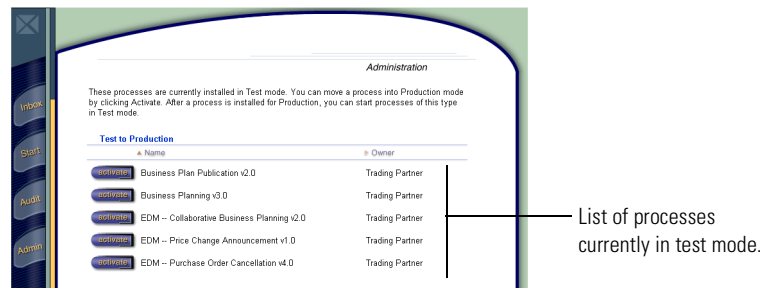 Administration
These processes are currently installed in Test mode. You can move a process into Production mode
by clicking Activate. After a process is installed for Production, you can start processes of this type
in Test mode.
Test to Production
Name Owner
activate Business Plan Publication v2.0 Trading Partner
activate Business Planning v3.0 Trading Partner
activate EDM -- Collaborative Business Planning v2.0 Trading Partner
activate EDM -- Price Change Announcement v1.0 Trading Partner
activate EDM -- Purchase Order Cancellation v4.0 Trading Partner
Inbox
Start
Audit
Admin
List of processes
currently in test mode.